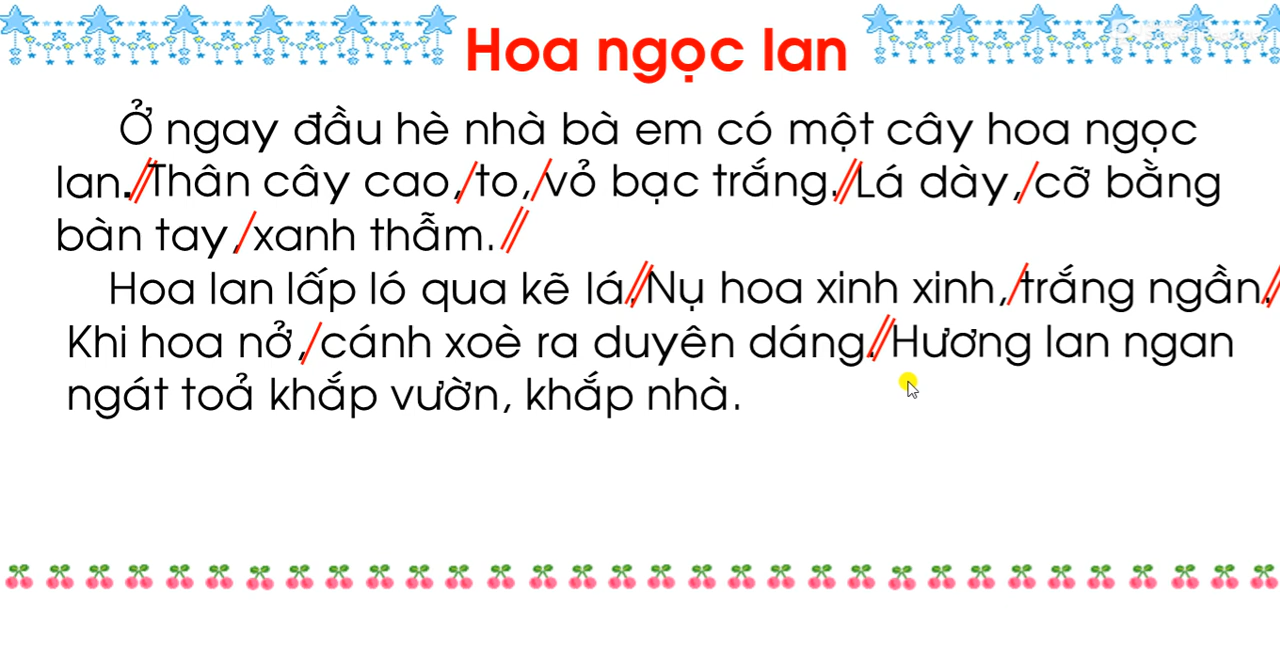 Hoa ngọc lan
Ở ngay đầu hè nhà bà em có một cây hoa ngọc
lan.//Thân cây cao,/to,/vỏ bạc trắng.//Lá dày,/cỡ bằng
bàn tay,/xanh thẫm.//
Hoa lan lấp ló qua kẽ lá.//Nụ hoa xinh xinh,/trắng ngần.//
Khi hoa nở,/cánh xoè ra duyên dáng.//Hương lan ngan
ngát toả khắp vườn, khắp nhà.